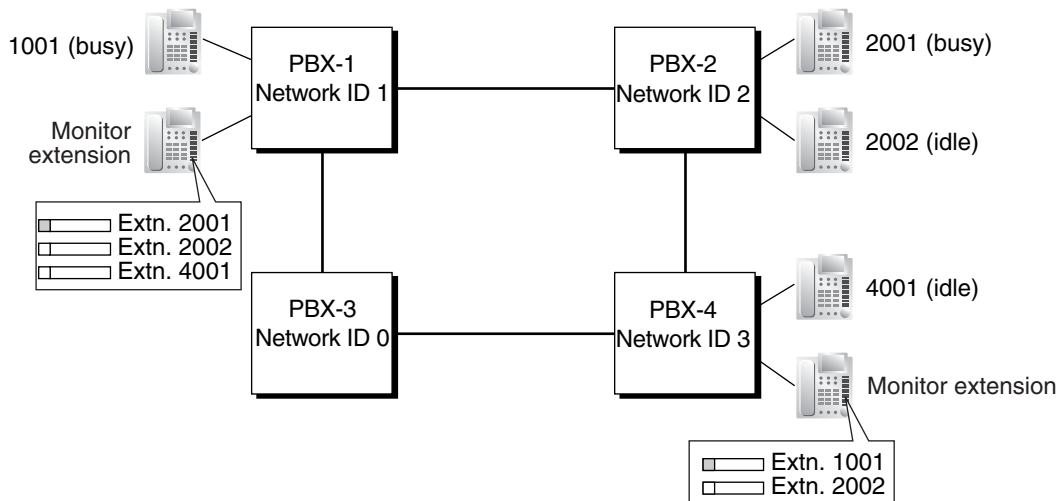 1001 (busy)
PBX-1
Network ID 1
PBX-2
Network ID 2
2001 (busy)
Monitor
extension
2002 (idle)
Extn. 2001
Extn. 2002
Extn. 4001
PBX-3
Network ID 0
PBX-4
Network ID 3
4001 (idle)
Monitor extension
Extn. 1001
Extn. 2002